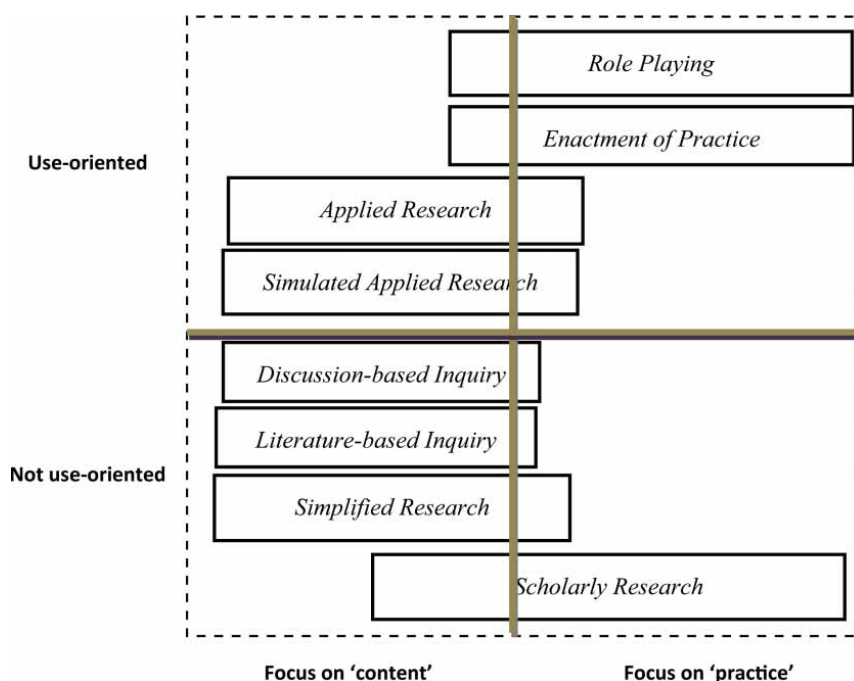 Role Playing
Enactment of Practice
Use-oriented
Applied Research
Simulated Applied Research
Discussion-based Inquiry
Literature-based Inquiry
Not use-oriented
Simplified Research
Scholarly Research
Focus on ‘content’
Focus on ‘practice’